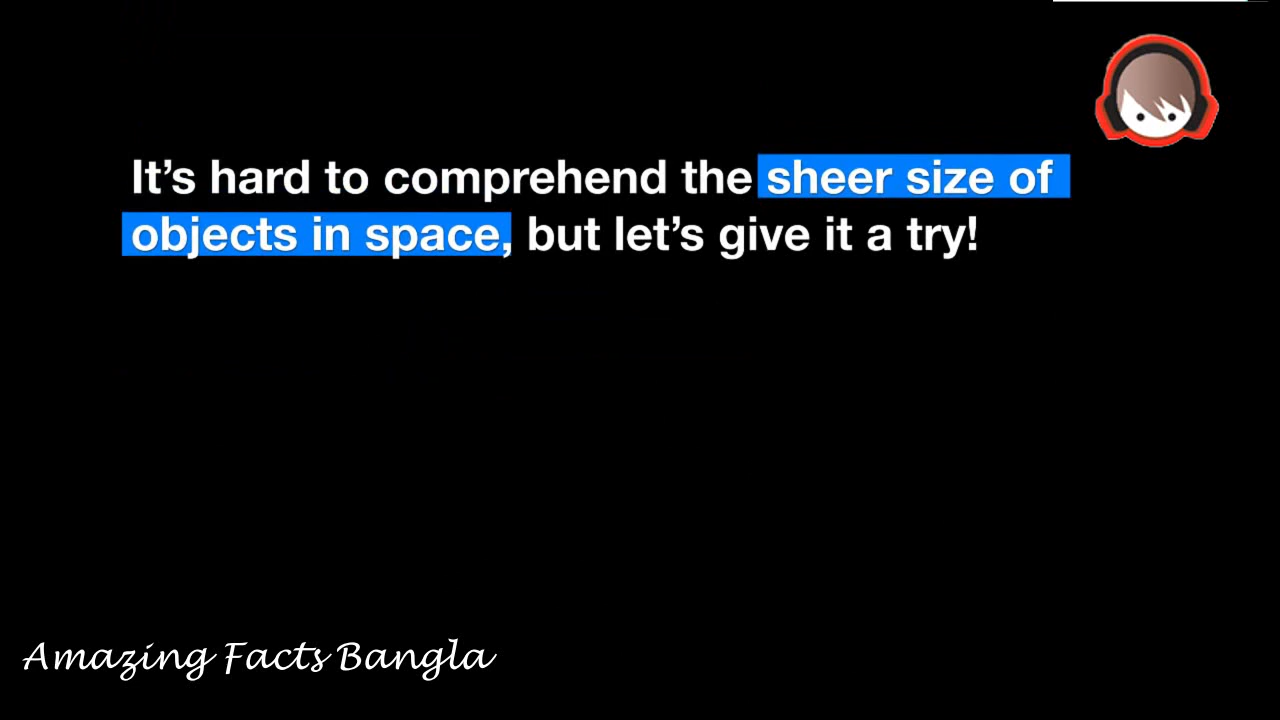 It’s hard to comprehend the sheer size of
objects in space, but let’s give it a try!
Amazing Facts Bangla